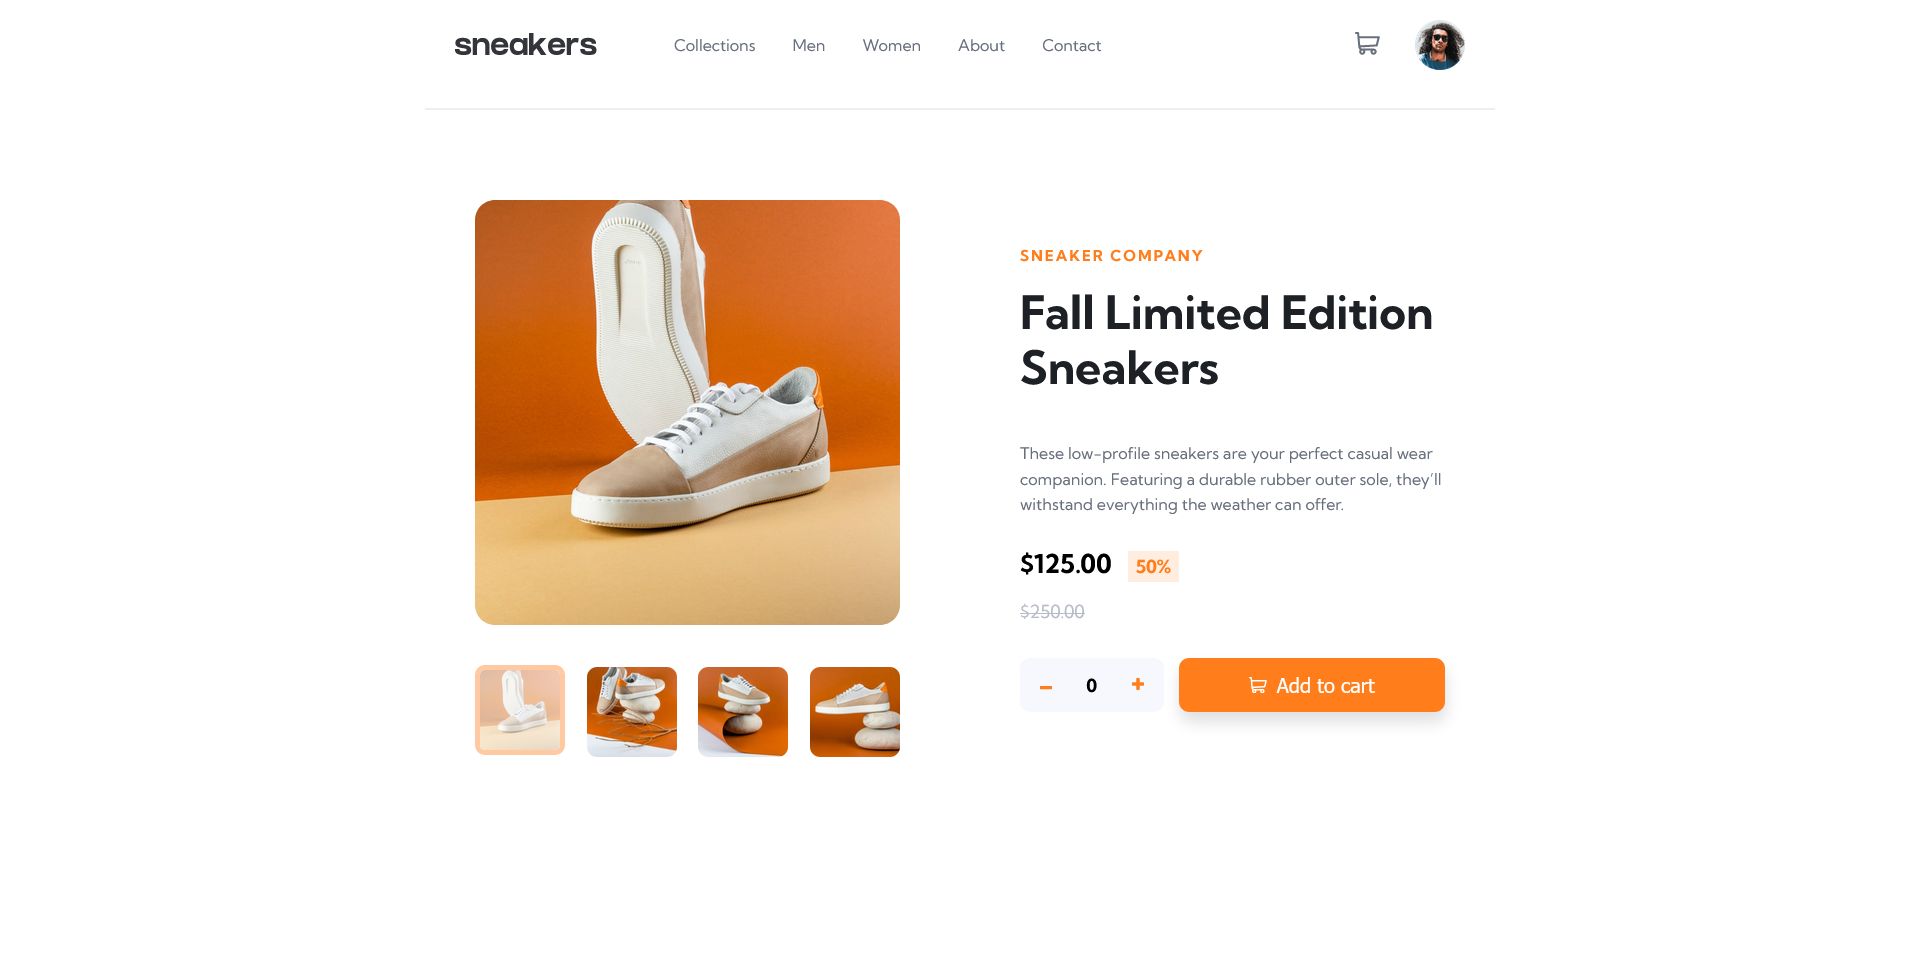 sneakers
Collections Men Women About Contact
SNEAKER COMPANY
Fall Limited Edition
Sneakers
These low-profile sneakers are your perfect casual wear
companion. Featuring a durable rubber outer sole, they’ll
withstand everything the weather can offer.
$125.00 50%
$250.00
– 0 +
Add to cart